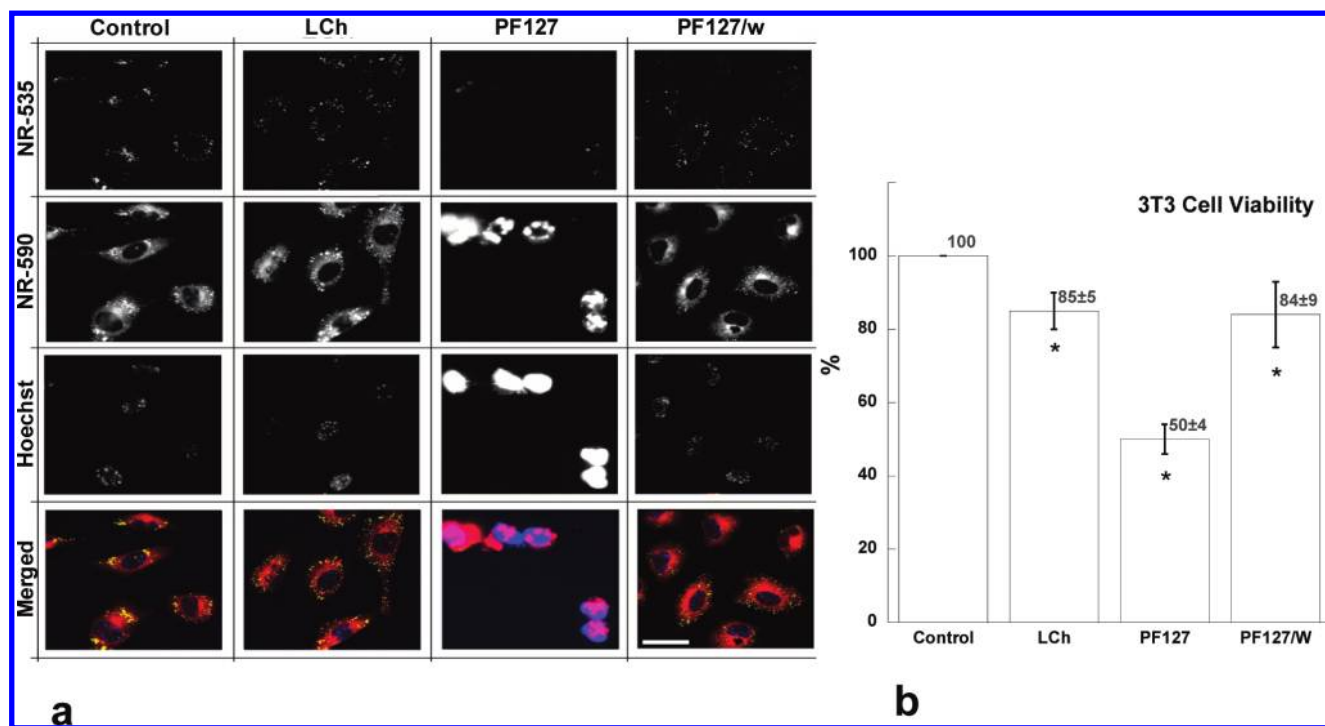 Control LCh PF127 PF127/w
NR-535
NR-590
Hoechst
Merged
a
3T3 Cell Viability
%
100
80
60
40
20
0
100
85±5
*
50±4
*
84±9
*
Control LCh PF127 PF127/W
b